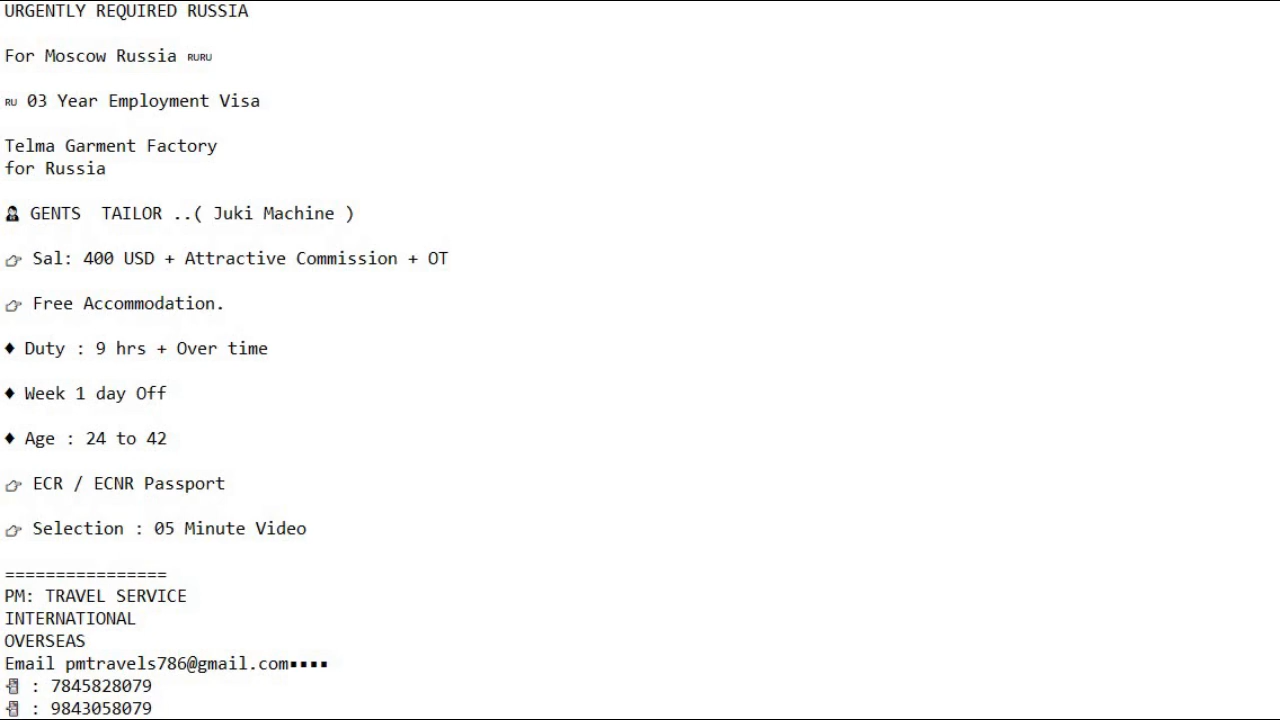 URGENTLY REQUIRED RUSSIA
For Moscow Russia RURU
RU 03 Year Employment Visa
Telma Garment Factory
for Russia
GENTS  TAILOR ..( Juki Machine )
Sal: 400 USD + Attractive Commission + OT
Free Accommodation.
♦ Duty : 9 hrs + Over time
♦ Week 1 day Off
♦ Age : 24 to 42
ECR / ECNR Passport
Selection : 05 Minute Video
================
PM: TRAVEL SERVICE
INTERNATIONAL
OVERSEAS
Email pmtravels786@gmail.com▪▪▪▪
: 7845828079
: 9843058079